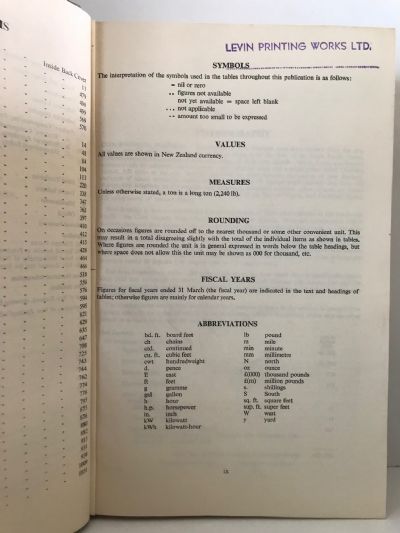 Inside Back Cover
LEVIN PRINTING WORKS LTD.
SYMBOLS
The interpretation of the symbols used in the tables throughout this publication is as follows:
= nil or zero
.. figures not available
not yet available = space left blank
... not applicable
-- amount too small to be expressed
VALUES
All values are shown in New Zealand currency.
MEASURES
Unless otherwise stated, a ton is a long ton (2,240 lb).
ROUNDING
On occasions figures are rounded off to the nearest thousand or some other convenient unit. This
may result in a total disagreeing slightly with the total of the individual items as shown in tables.
Where figures are rounded the unit is in general expressed in words below the table headings, but
where space does not allow this the unit may be shown as 000 for thousand, etc.
FISCAL YEARS
Figures for fiscal years ended 31 March (the fiscal year) are indicated in the text and headings of
tables; otherwise figures are mainly for calendar years.
ABBREVIATIONS
bd. ft. board feet
ch chains
ctd. continued
cu. ft. cubic feet
cwt hundredweight
d. pence
E east
ft feet
g gramme
gal gallon
h hour
h.p. horsepower
in. inch
kW kilowatt
kWh kilowatt-hour
lb pound
m mile
min minute
mm millimetre
N north
oz ounce
£(000) thousand pounds
£(m) million pounds
s. shillings
S South
sq. ft. square feet
sup. ft. super feet
W west
y yard